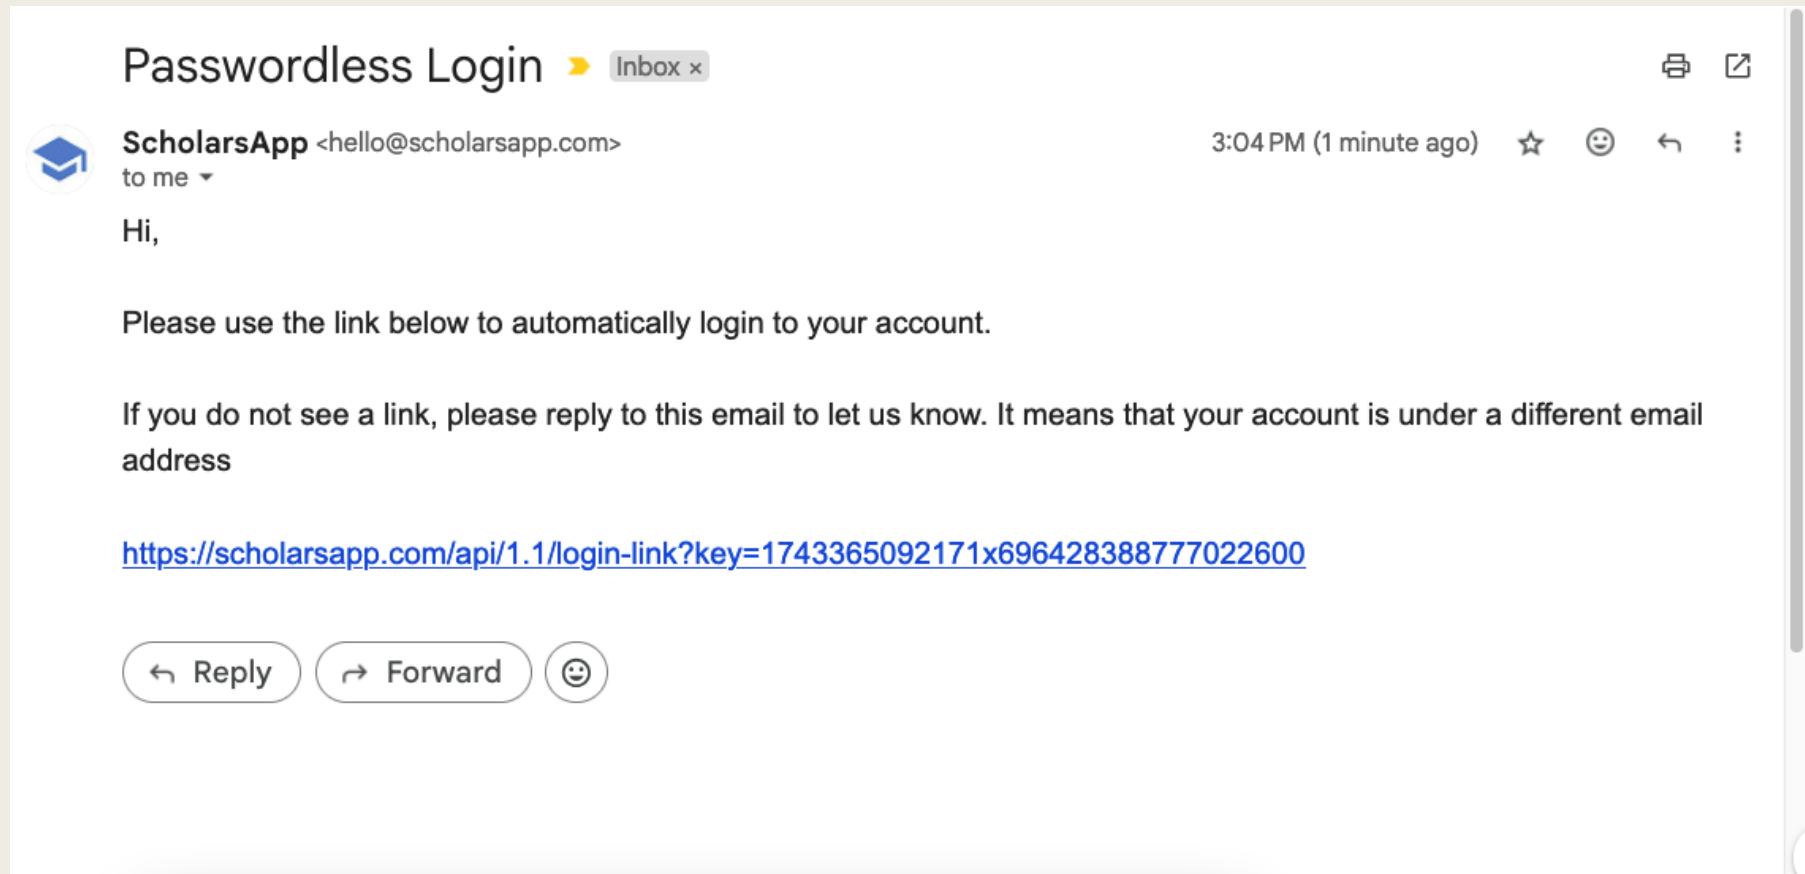 Passwordless Login Inbox ×
ScholarsApp <hello@scholarsapp.com> 3:04 PM (1 minute ago)
to me
Hi,
Please use the link below to automatically login to your account.
If you do not see a link, please reply to this email to let us know. It means that your account is under a different email
address
https://scholarsapp.com/api/1.1/login-link?key=1743365092171x696428388777022600
Reply Forward